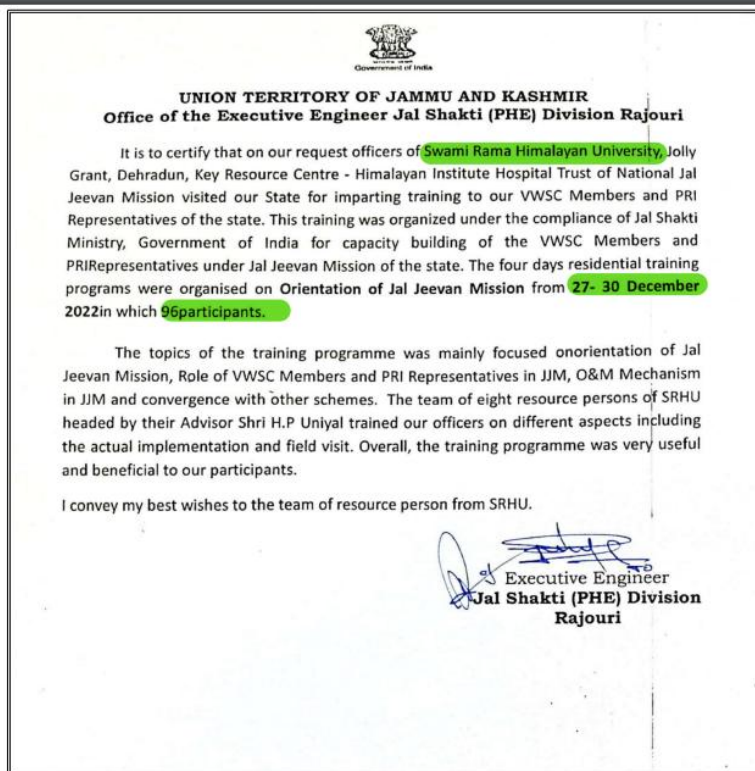 Government of India
UNION TERRITORY OF JAMMU AND KASHMIR
Office of the Executive Engineer Jal Shakti (PHE) Division Rajouri
It is to certify that on our request officers of Swami Rama Himalayan University, Jolly
Grant, Dehradun, Key Resource Centre - Himalayan Institute Hospital Trust of National Jal
Jeevan Mission visited our State for imparting training to our VWSC Members and PRI
Representatives of the state. This training was organized under the compliance of Jal Shakti
Ministry, Government of India for capacity building of the VWSC Members and
PRIRepresentatives under Jal Jeevan Mission of the state. The four days residential training
programs were organised on Orientation of Jal Jeevan Mission from 27- 30 December
2022in which 96participants.
The topics of the training programme was mainly focused onorientation of Jal
Jeevan Mission, Role of VWSC Members and PRI Representatives in JJM, O&M Mechanism
in JJM and convergence with other schemes. The team of eight resource persons of SRHU
headed by their Advisor Shri H.P Uniyal trained our officers on different aspects including
the actual implementation and field visit. Overall, the training programme was very useful
and beneficial to our participants.
I convey my best wishes to the team of resource person from SRHU.
Executive Engineer
Jal Shakti (PHE) Division
Rajouri